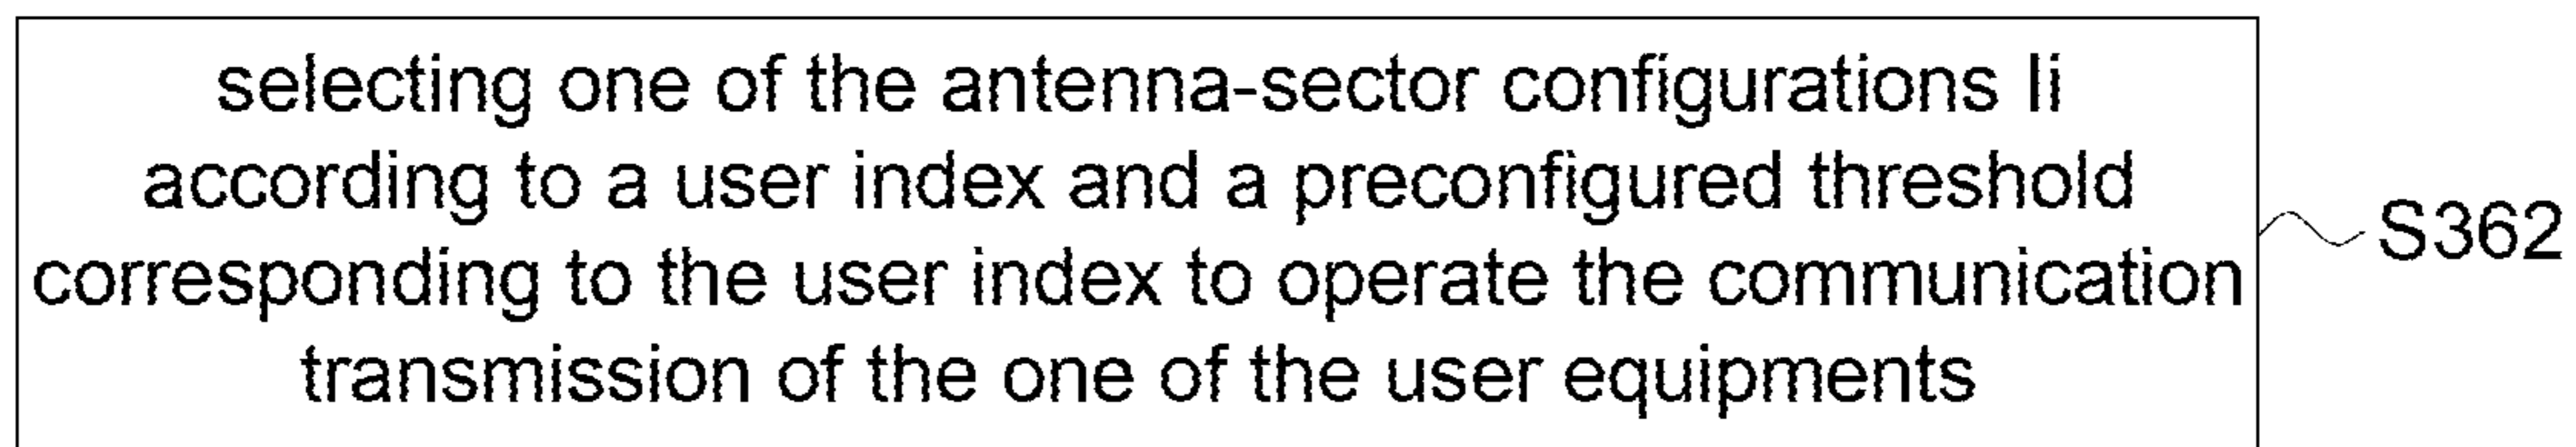 selecting one of the antenna-sector configurations Ii
according to a user index and a preconfigured threshold
corresponding to the user index to operate the communication
transmission of the one of the user equipments
S362